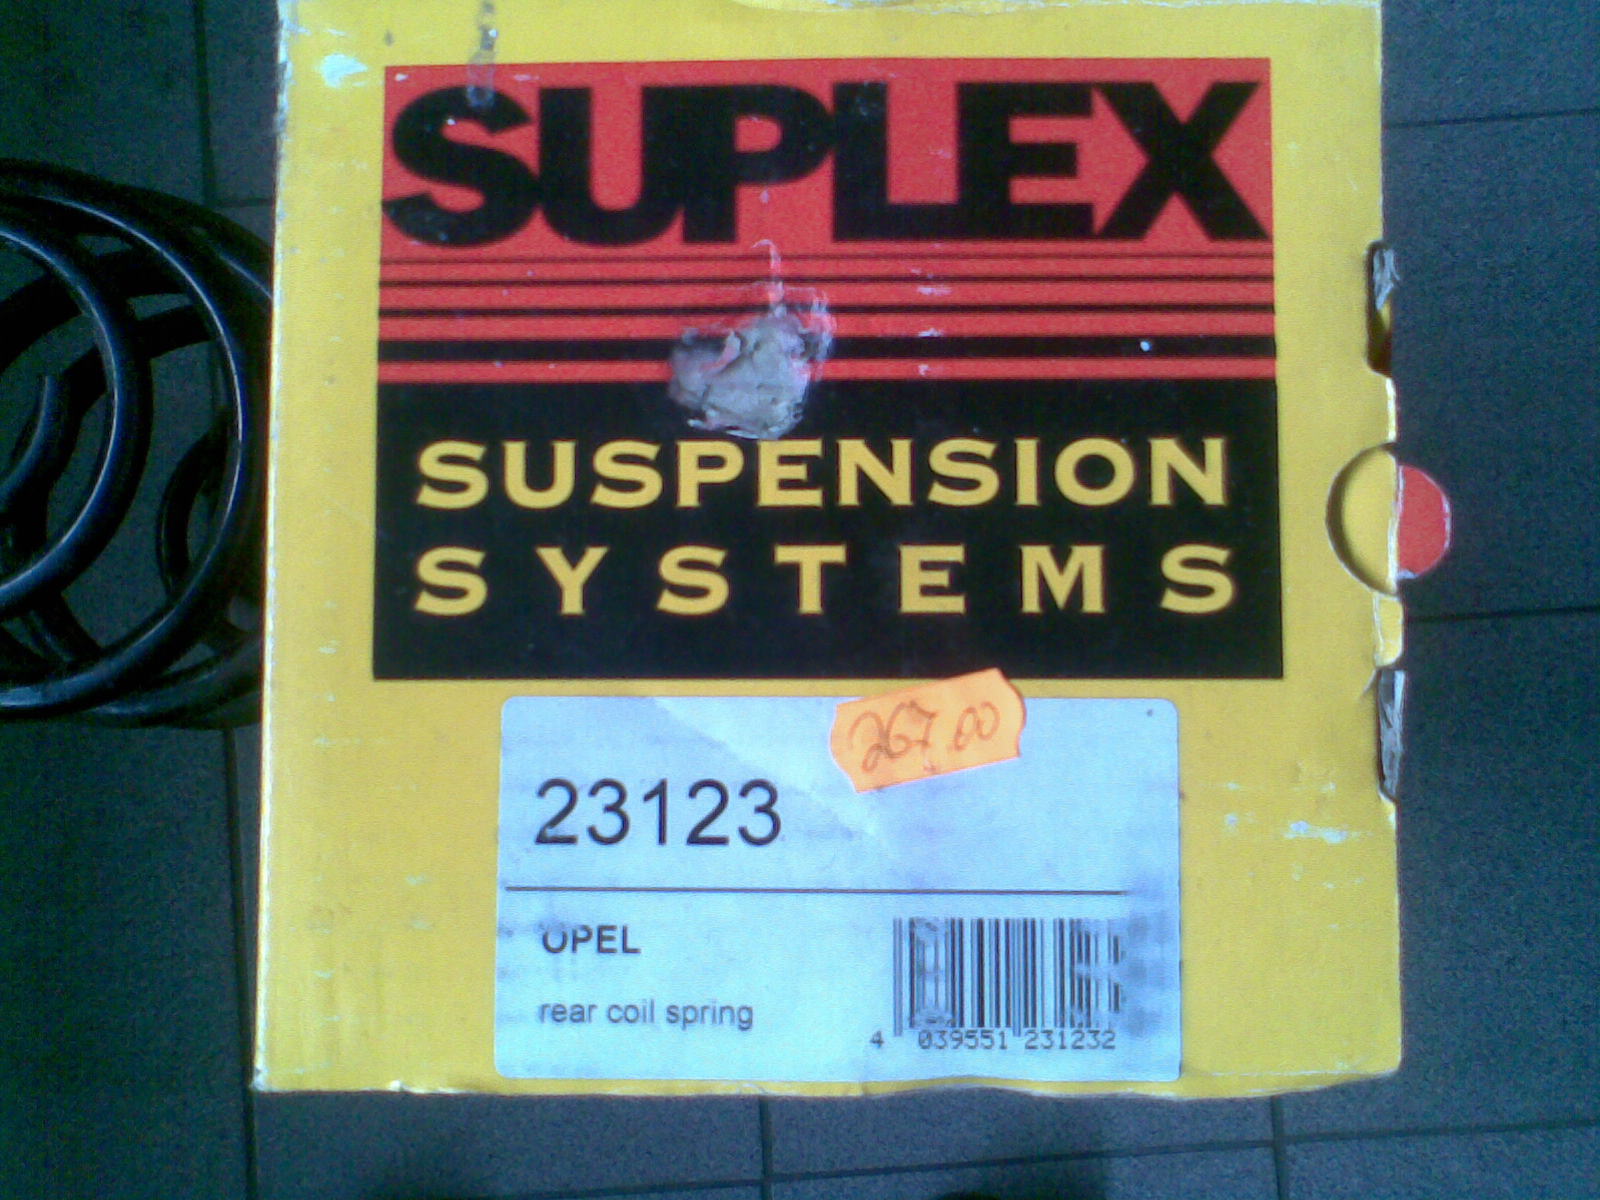 SUPLEX
SUSPENSION
SYSTEMS
267.00
23123
OPEL
rear coil spring
4 039551 231232